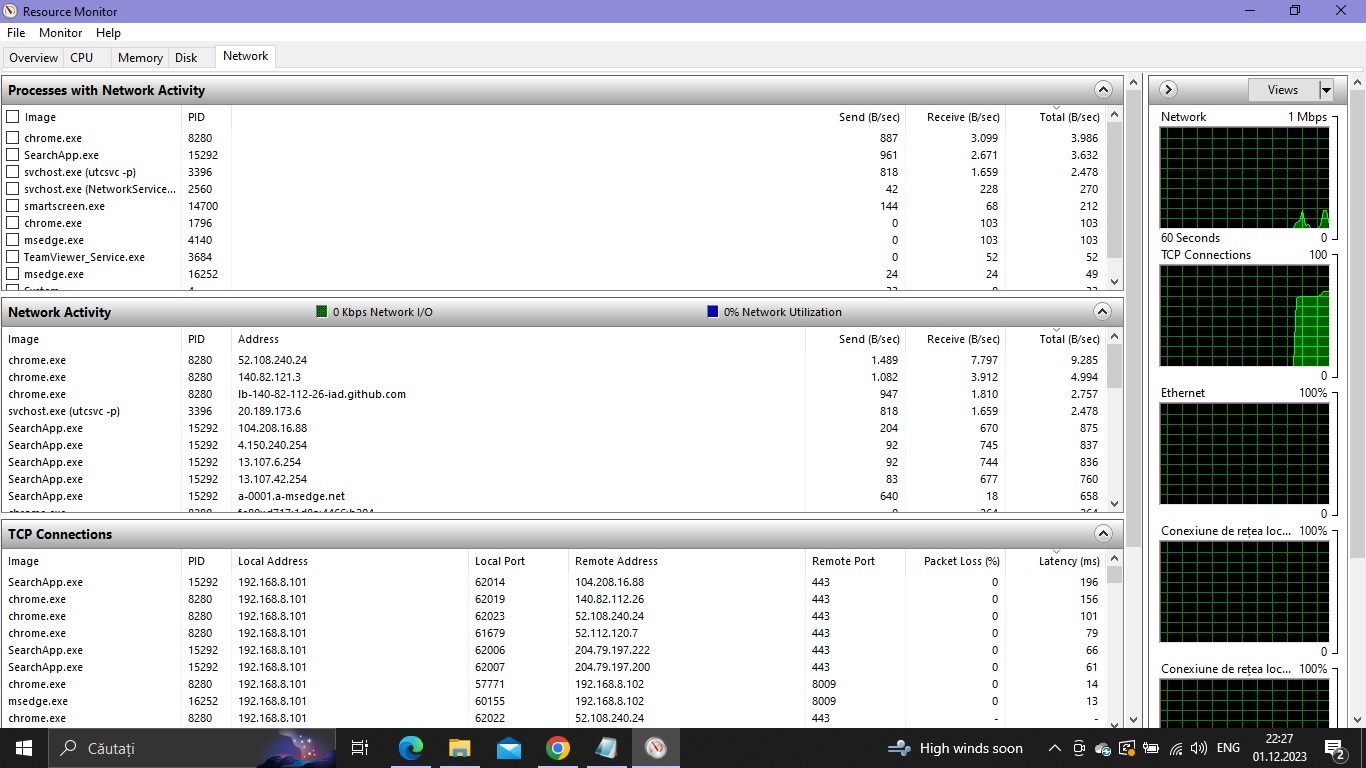 Resource Monitor
File Monitor Help
Overview CPU Memory Disk Network
Processes with Network Activity
Image PID Send (B/sec) Receive (B/sec) Total (B/sec)
chrome.exe 8280 887 3.099 3.986
SearchApp.exe 15292 961 2.671 3.632
svchost.exe (utcsvc -p) 3396 818 1.659 2.478
svchost.exe (NetworkService... 2560 42 228 270
smartscreen.exe 14700 144 68 212
chrome.exe 1796 0 103 103
msedge.exe 4140 0 103 103
TeamViewer_Service.exe 3684 0 52 52
msedge.exe 16252 24 24 49
Network Activity 0 Kbps Network I/O 0% Network Utilization
Image PID Address Send (B/sec) Receive (B/sec) Total (B/sec)
chrome.exe 8280 52.108.240.24 1.489 7.797 9.285
chrome.exe 8280 140.82.121.3 1.082 3.912 4.994
chrome.exe 8280 lb-140-82-112-26-iad.github.com 947 1.810 2.757
svchost.exe (utcsvc -p) 3396 20.189.173.6 818 1.659 2.478
SearchApp.exe 15292 104.208.16.88 204 670 875
SearchApp.exe 15292 4.150.240.254 92 745 837
SearchApp.exe 15292 13.107.6.254 92 744 836
SearchApp.exe 15292 13.107.42.254 83 677 760
SearchApp.exe 15292 a-0001.a-msedge.net 640 18 658
TCP Connections
Image PID Local Address Local Port Remote Address Remote Port Packet Loss (%) Latency (ms)
SearchApp.exe 15292 192.168.8.101 62014 104.208.16.88 443 0 196
chrome.exe 8280 192.168.8.101 62019 140.82.112.26 443 0 156
chrome.exe 8280 192.168.8.101 62023 52.108.240.24 443 0 101
chrome.exe 8280 192.168.8.101 61679 52.112.120.7 443 0 79
SearchApp.exe 15292 192.168.8.101 62006 204.79.197.222 443 0 66
SearchApp.exe 15292 192.168.8.101 62007 204.79.197.200 443 0 61
chrome.exe 8280 192.168.8.101 57771 192.168.8.102 8009 0 14
msedge.exe 16252 192.168.8.101 60155 192.168.8.102 8009 0 13
chrome.exe 8280 192.168.8.101 62022 52.108.240.24 443 - -
Views
Network 1 Mbps
60 Seconds 0
TCP Connections 100
0
Ethernet 100%
0
Conexiune de rețea loc... 100%
0
Conexiune de rețea loc... 100%
Căutați
High winds soon
ENG
22:27
01.12.2023
2